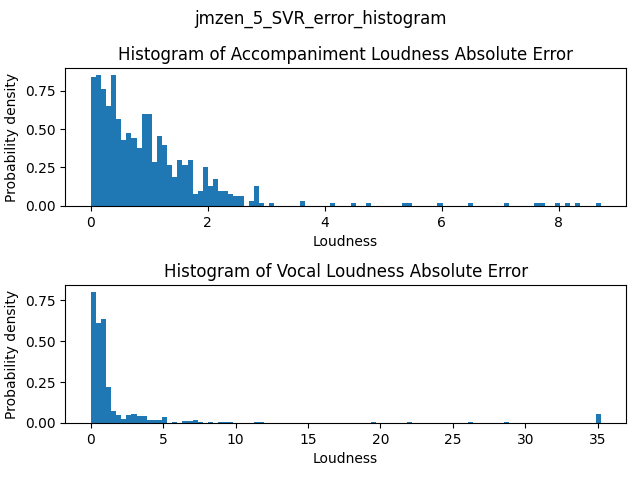 jmzen_5_SVR_error_histogram
Histogram of Accompaniment Loudness Absolute Error
Probability density
0.75
0.50
0.25
0.00
0 2 4 6 8
Loudness
Histogram of Vocal Loudness Absolute Error
Probability density
0.75
0.50
0.25
0.00
0 5 10 15 20 25 30 35
Loudness